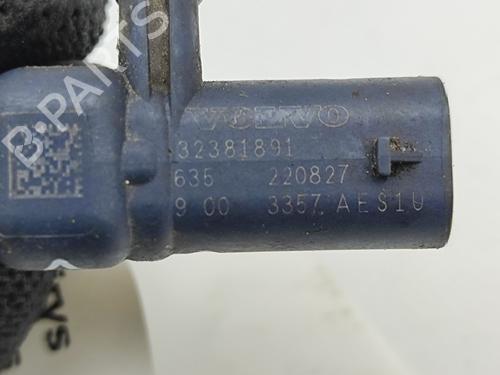 B-PARTS
VOLVO
32381891
635 220827
9 00 3357 AES1U